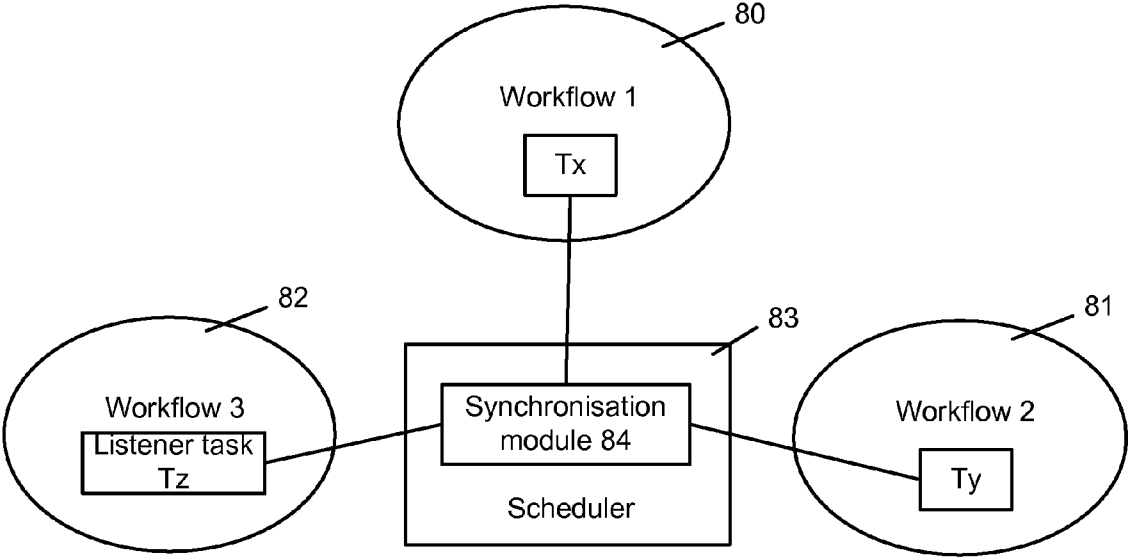 80
Workflow 1
Tx
82
83
81
Workflow 3
Listener task
Tz
Synchronisation
module 84
Scheduler
Workflow 2
Ty